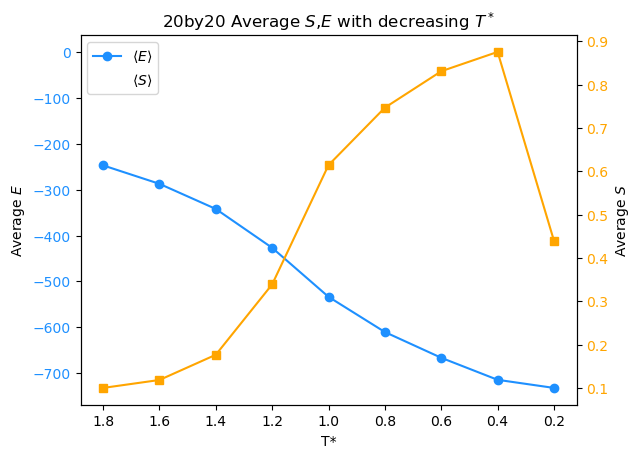 20by20 Average S,E with decreasing T*
⟨E⟩
⟨S⟩
Average E
0
−100
−200
−300
−400
−500
−600
−700
0.9
0.8
0.7
0.6
0.5
0.4
0.3
0.2
0.1
Average S
1.8 1.6 1.4 1.2 1.0 0.8 0.6 0.4 0.2
T*